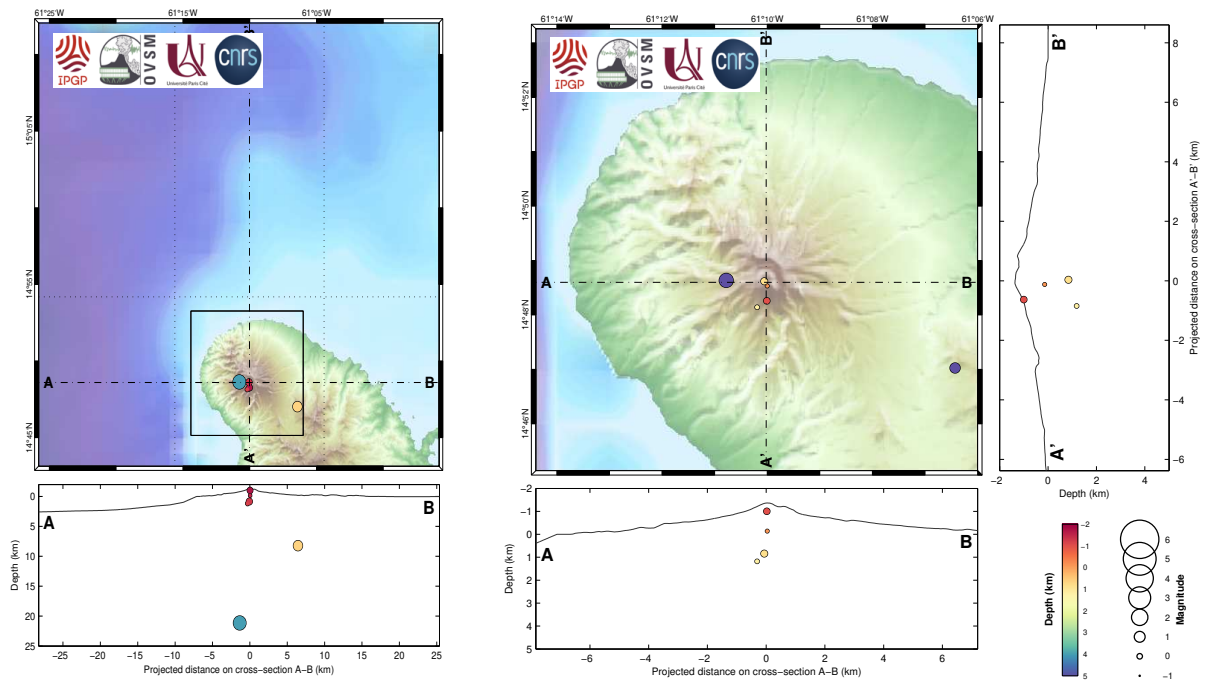 61°25'W 61°15'W 61°05'W
15°05'N
14°55'N
14°45'N
IPGP
OVSM
Université Paris Cité
cnrs
A B
B'
A'
0
5
10
15
20
25
Depth (km)
A B
−25 −20 −15 −10 −5 0 5 10 15 20 25
Projected distance on cross−section A−B (km)
61°14'W 61°12'W 61°10'W 61°08'W 61°06'W
14°52'N
14°50'N
14°48'N
14°46'N
IPGP
OVSM
Université Paris Cité
cnrs
B'
A B
A'
−2
−1
0
1
2
3
4
5
Depth (km)
A B
−6 −4 −2 0 2 4 6
Projected distance on cross−section A−B (km)
B'
A'
8
6
4
2
0
−2
−4
−6
Projected distance on cross−section A'−B' (km)
−2 0 2 4
Depth (km)
−2
−1
0
1
2
3
4
5
Depth (km)
6
5
4
3
2
1
0
−1
Magnitude